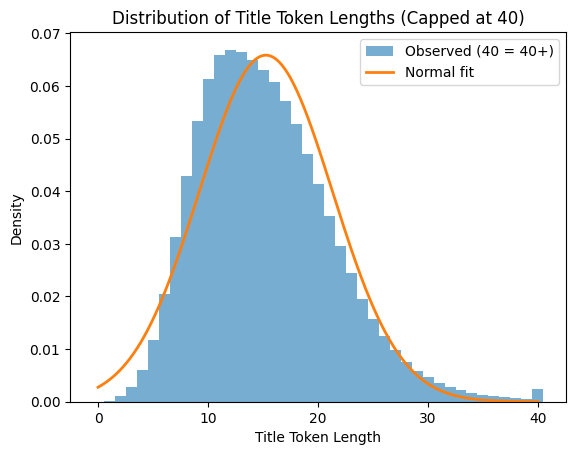 Distribution of Title Token Lengths (Capped at 40)
Observed (40 = 40+)
Normal fit
Density
0.07
0.06
0.05
0.04
0.03
0.02
0.01
0.00
0 10 20 30 40
Title Token Length